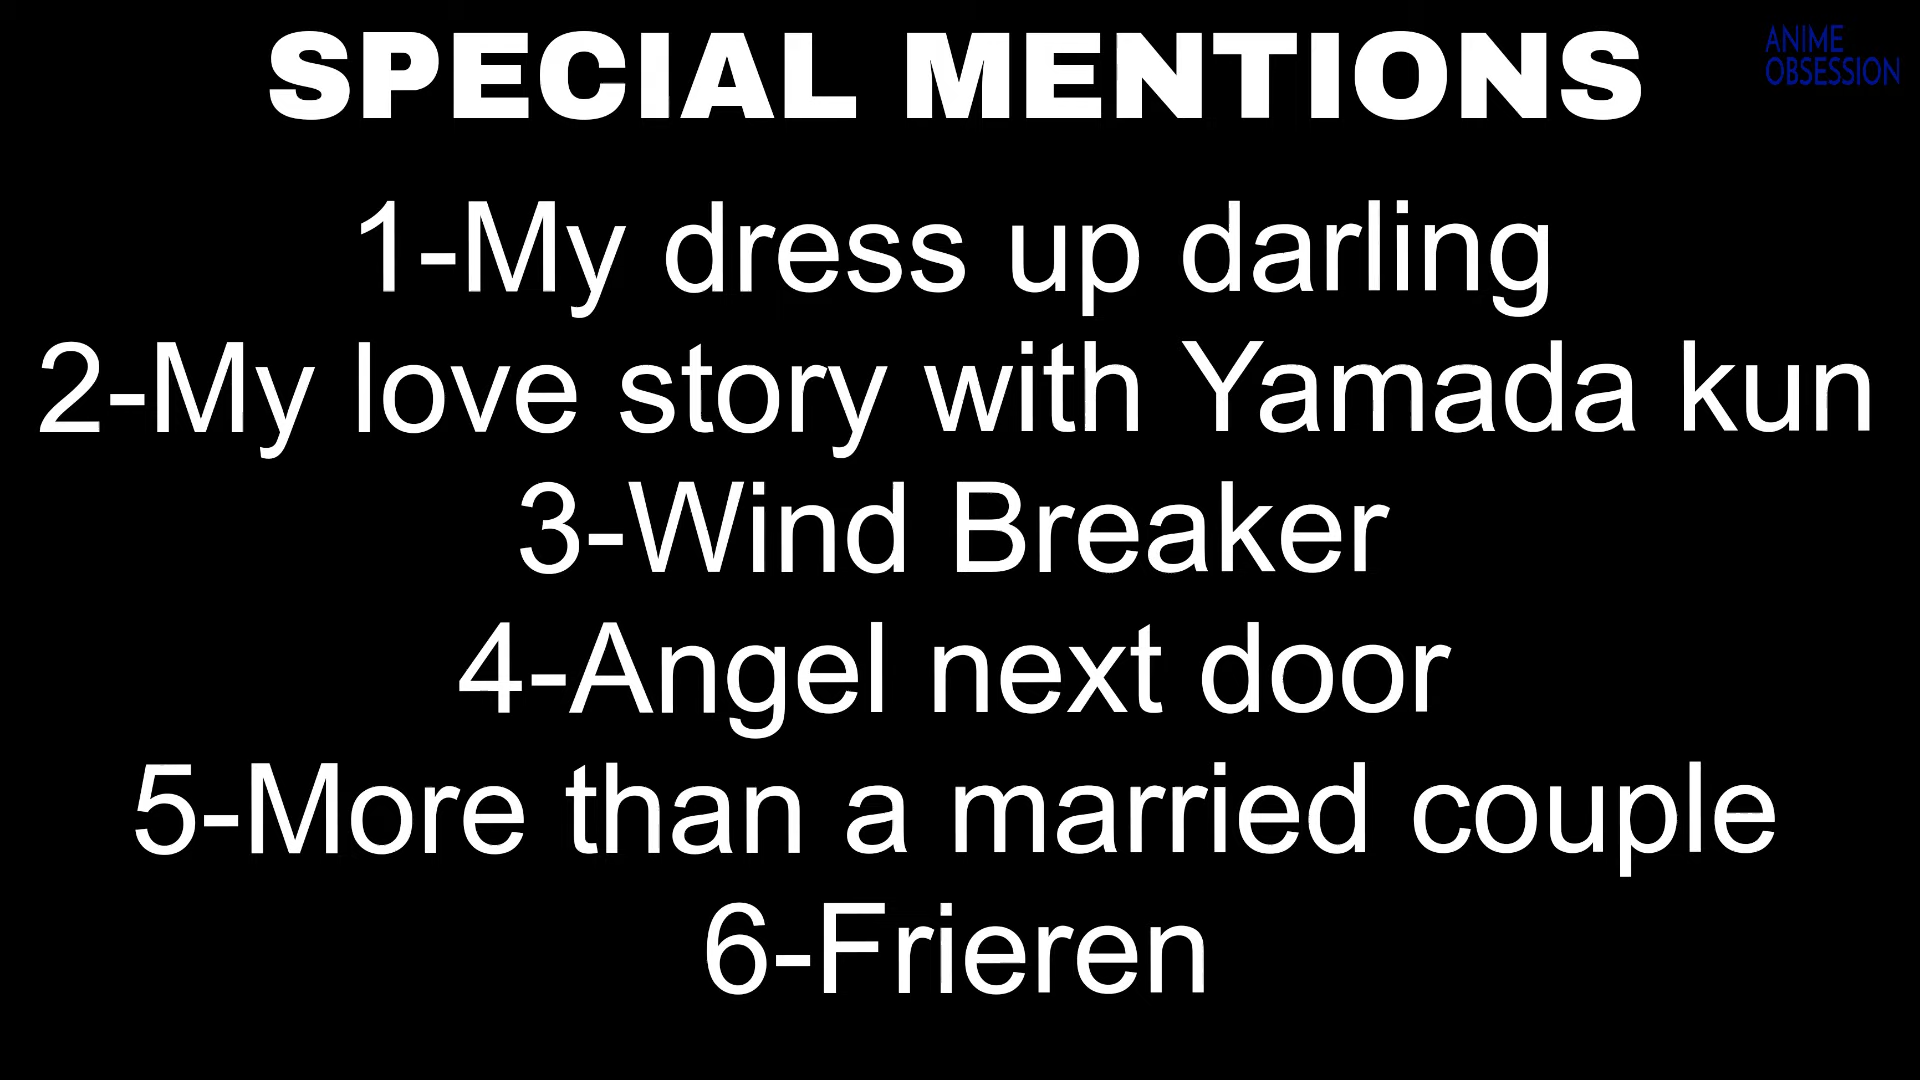 SPECIAL MENTIONS
ANIME
OBSESSION
1-My dress up darling
2-My love story with Yamada kun
3-Wind Breaker
4-Angel next door
5-More than a married couple
6-Frieren